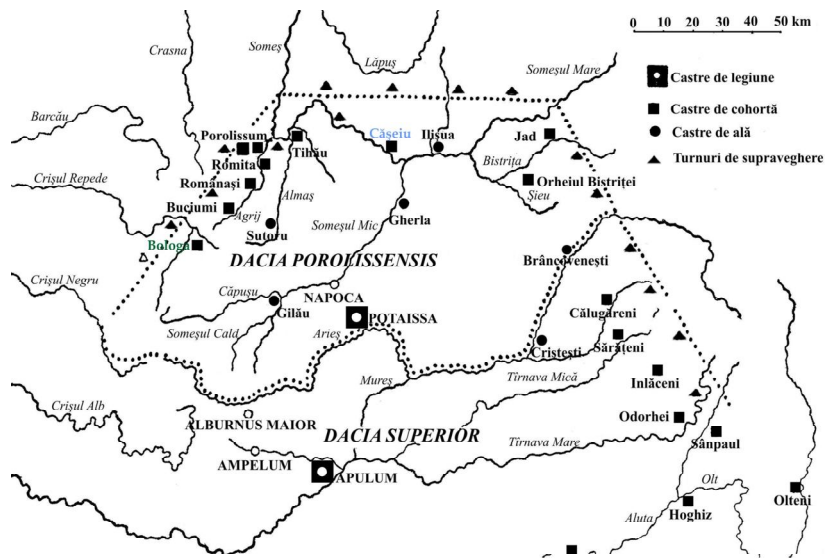 0 10 20 30 40 50 km
Castre de legiune
Castre de cohortă
Castre de ală
Turnuri de supraveghere
Crasna
Someş
Lăpuş
Someşul Mare
Barcău
Porolissum
Căşeiu
Ilişua
Jad
Tihău
Romita
Bistriţa
Crişul Repede
Românaşi
Orheiul Bistriţei
Almaş
Şieu
Buciumi
Agrij
Someşul Mic
Gherla
Suturu
Bologa
DACIA POROLISSENSIS
Brâncoveneşti
Crişul Negru
Căpuşu
NAPOCA
Călugăreni
Gilău
POTAISSA
Someşul Cald
Arieş
Cristeşti
Sărăţeni
Mureş
Tîrnava Mică
Inlăceni
Crişul Alb
ALBURNUS MAIOR
Odorhei
DACIA SUPERIOR
Sânpaul
Tîrnava Mare
AMPELUM
APULUM
Olt
Olteni
Hoghiz
Aluta